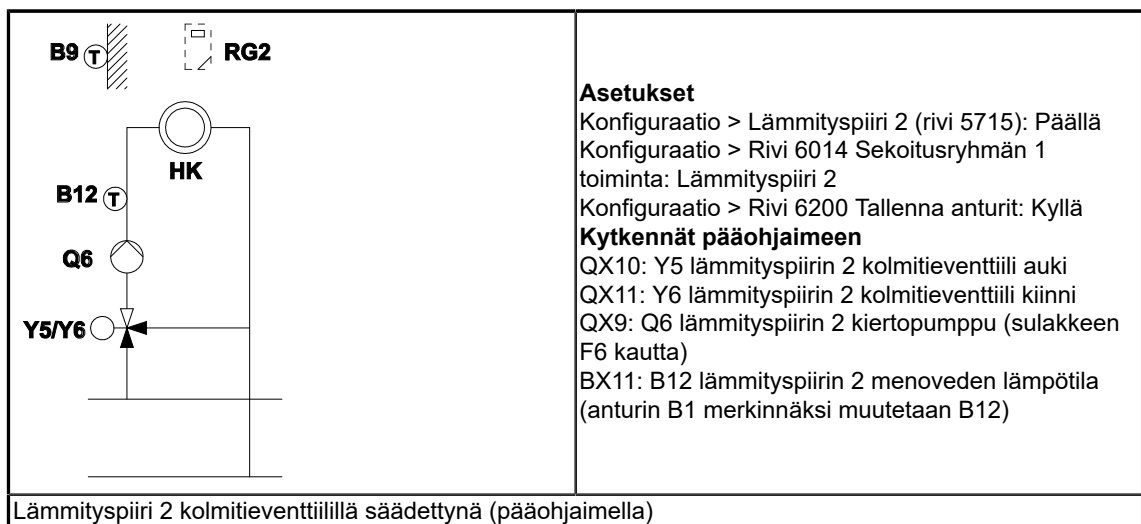 B9
T
RG2
HK
B12
T
Q6
Y5/Y6
Asetukset
Konfiguraatio > Lämmityspiiri 2 (rivi 5715): Päällä
Konfiguraatio > Rivi 6014 Sekoitusryhmän 1
toiminta: Lämmityspiiri 2
Konfiguraatio > Rivi 6200 Tallenna anturit: Kyllä
Kytkennät pääohjaimeen
QX10: Y5 lämmityspiirin 2 kolmitieventtiili auki
QX11: Y6 lämmityspiirin 2 kolmitieventtiili kiinni
QX9: Q6 lämmityspiirin 2 kiertopumppu (sulakkeen
F6 kautta)
BX11: B12 lämmityspiirin 2 menoveden lämpötila
(anturin B1 merkinnäksi muutetaan B12)
Lämmityspiiri 2 kolmitieventtiilillä säädettynä (pääohjaimella)